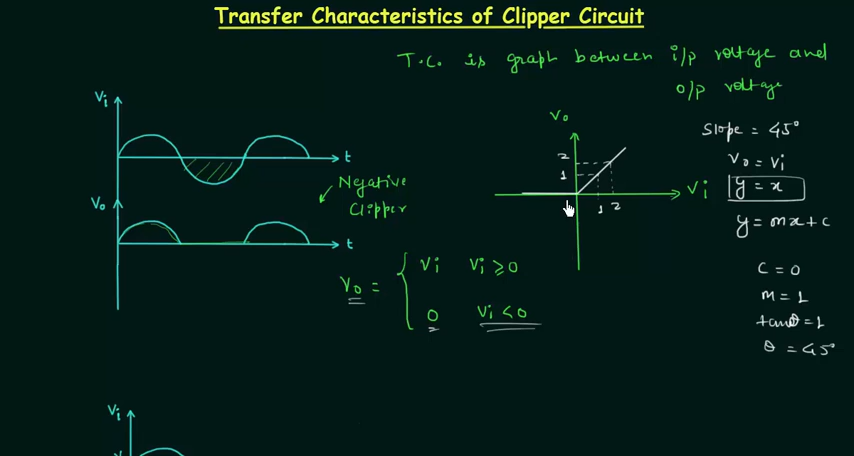 Transfer Characteristics of Clipper Circuit
T.C. is graph between i/p voltage and
o/p voltage
Vi
t
Vo
t
Negative
Clipper
Vo
2
1
1 2
Vi
Slope = 45°
Vo = Vi
y = x
y = mx + c
C = 0
m = 1
tanθ = 1
θ = 45°
Vo = { Vi Vi ≥ 0
0 Vi < 0
Vi